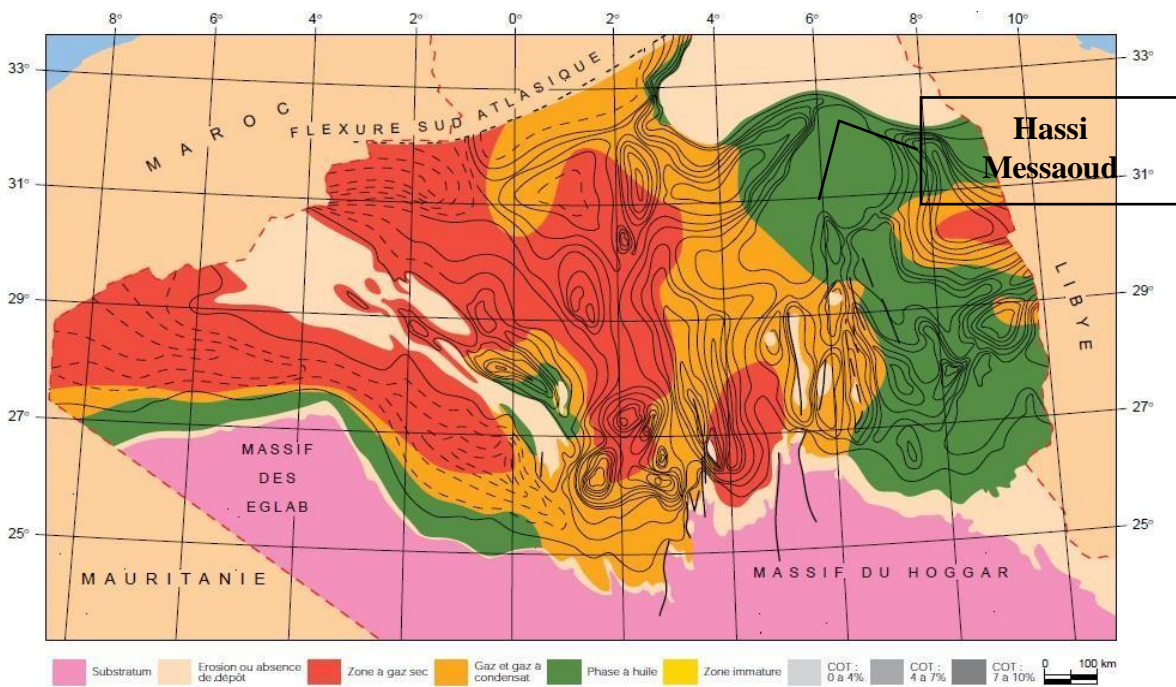 8° 6° 4° 2° 0° 2° 4° 6° 8° 10°
33° 33°
MAROC
FLEXURE SUD ATLASIQUE
Hassi
Messaoud
31° 31°
29° 29°
LIBYE
27° 27°
MASSIF
DES
EGLAB
25° 25°
MAURITANIE
MASSIF DU HOGGAR
Substratum
Erosion ou absence
de dépôt
Zone à gaz sec
Gaz et gaz à
condensat
Phase à huile
Zone immature
COT :
0 à 4%
COT :
4 à 7%
COT :
7 à 10%
0 100 km